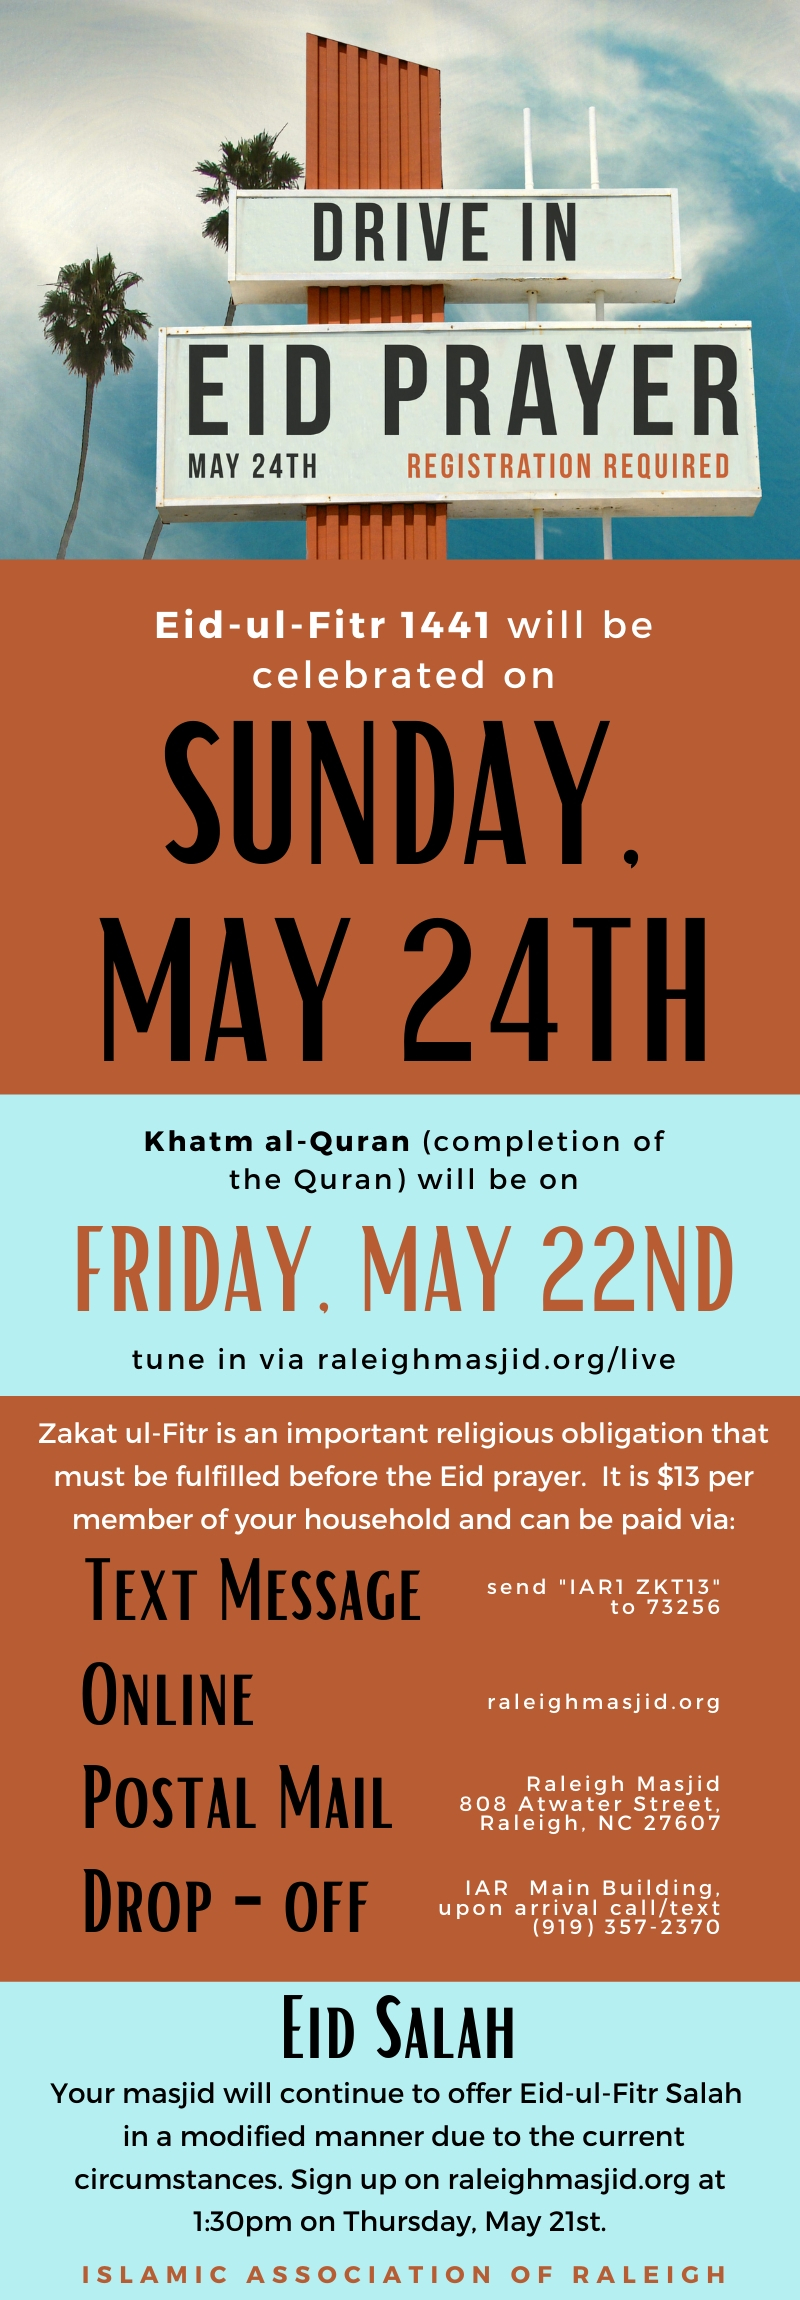 DRIVE IN
EID PRAYER
MAY 24TH REGISTRATION REQUIRED
Eid-ul-Fitr 1441 will be
celebrated on
SUNDAY,
MAY 24TH
Khatm al-Quran (completion of
the Quran) will be on
FRIDAY, MAY 22ND
tune in via raleighmasjid.org/live
Zakat ul-Fitr is an important religious obligation that
must be fulfilled before the Eid prayer. It is $13 per
member of your household and can be paid via:
TEXT MESSAGE
send "IAR1 ZKT13"
to 73256
ONLINE
raleighmasjid.org
POSTAL MAIL
Raleigh Masjid
808 Atwater Street,
Raleigh, NC 27607
DROP - OFF
IAR Main Building,
upon arrival call/text
(919) 357-2370
EID SALAH
Your masjid will continue to offer Eid-ul-Fitr Salah
in a modified manner due to the current
circumstances. Sign up on raleighmasjid.org at
1:30pm on Thursday, May 21st.
ISLAMIC ASSOCIATION OF RALEIGH